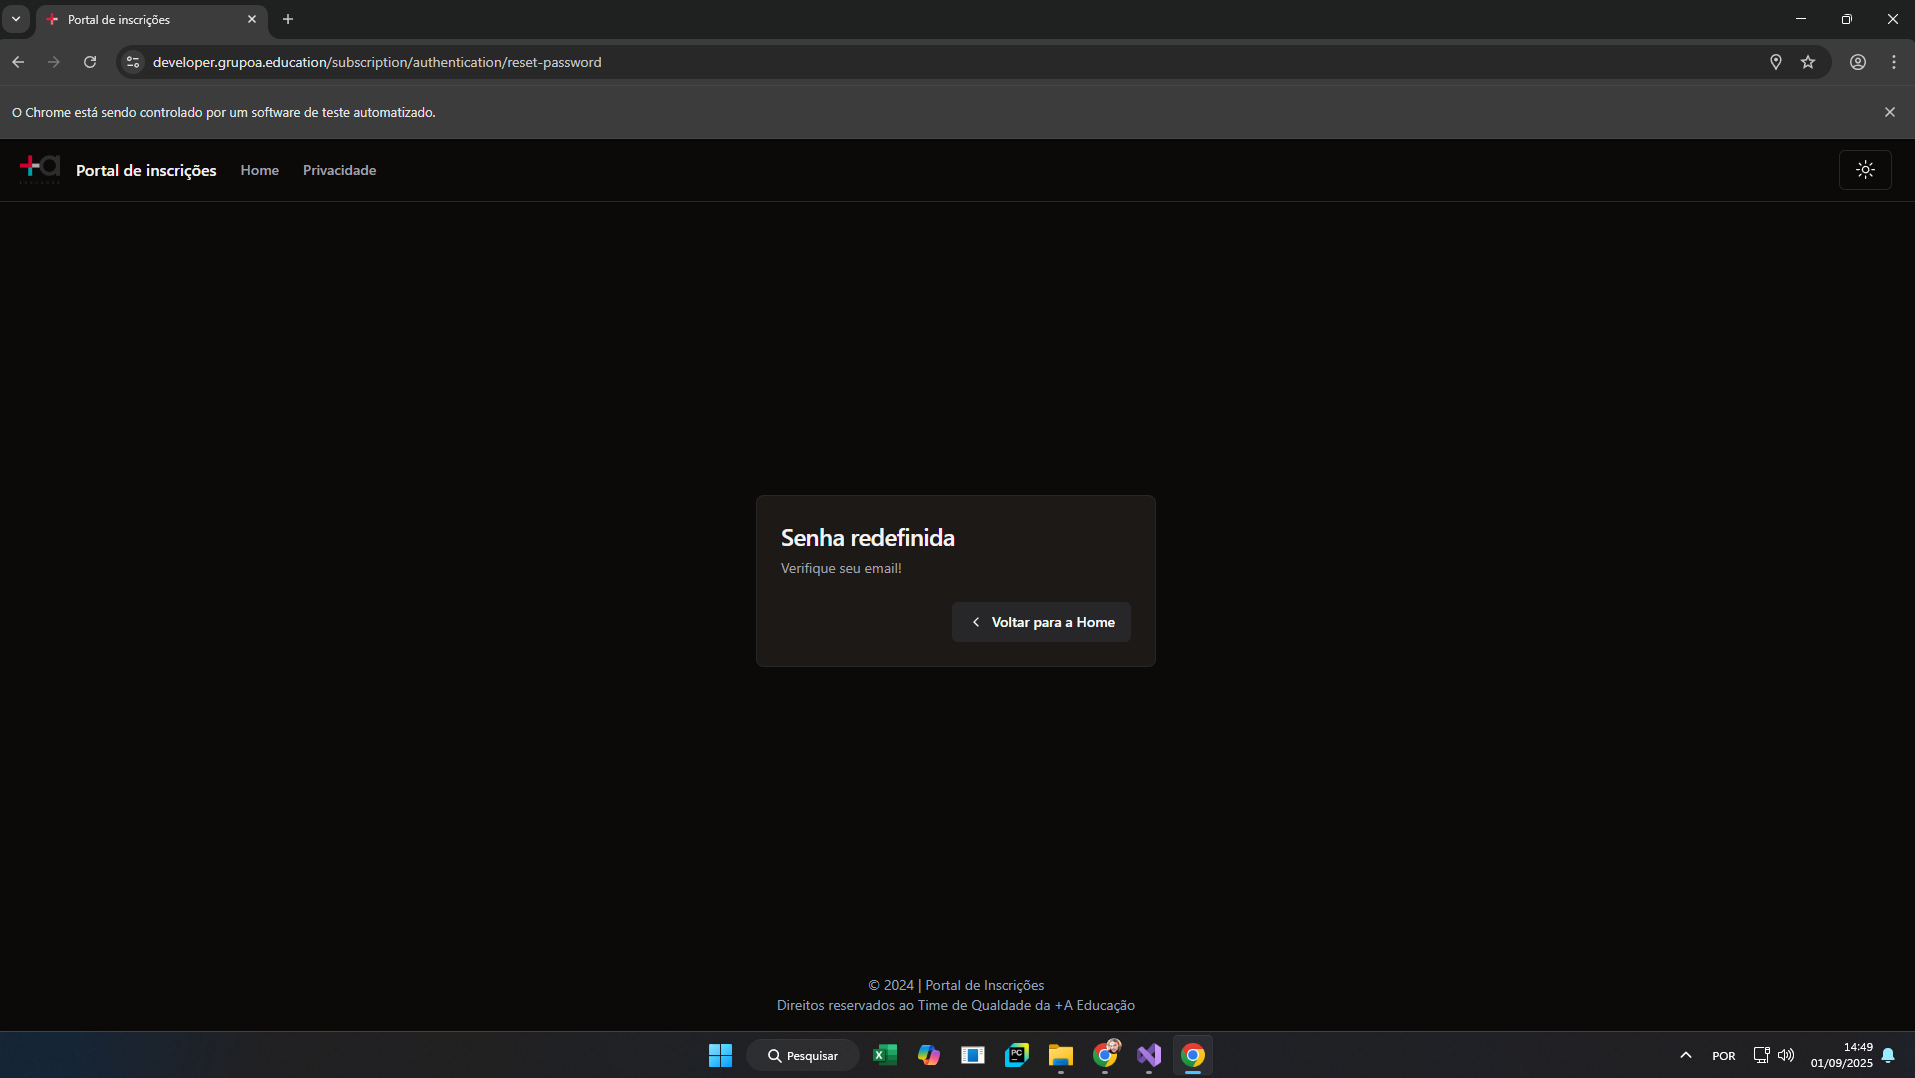 Portal de inscrições
developer.grupoa.education/subscription/authentication/reset-password
O Chrome está sendo controlado por um software de teste automatizado.
+a
Portal de inscrições
Home
Privacidade
Senha redefinida
Verifique seu email!
Voltar para a Home
© 2024 | Portal de Inscrições
Direitos reservados ao Time de Qualdade da +A Educação
Pesquisar
POR
14:49
01/09/2025